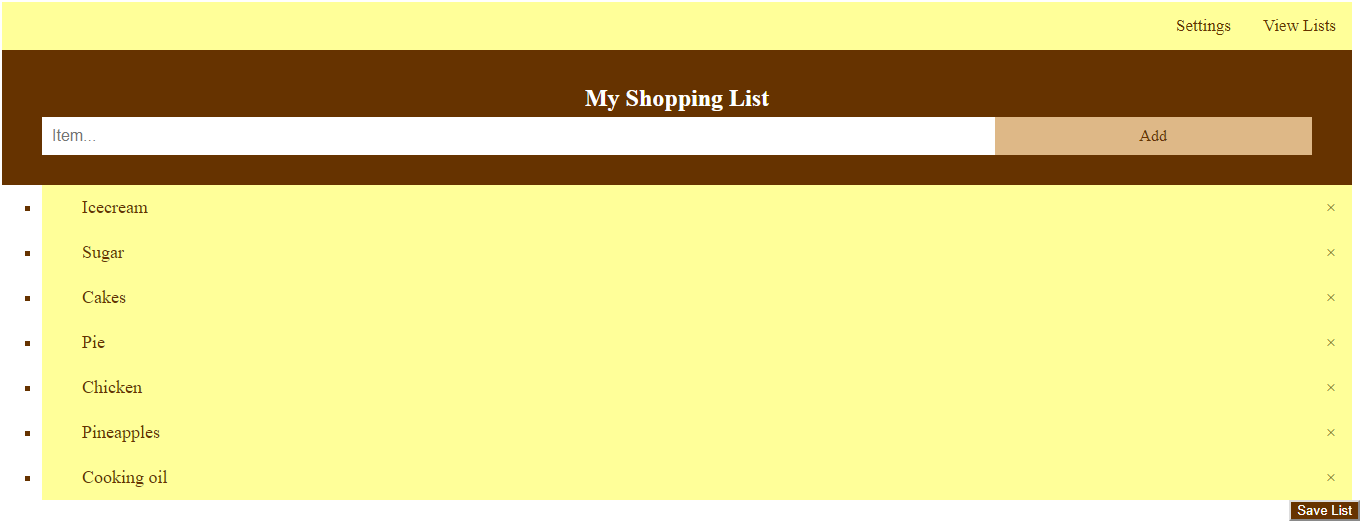 Settings View Lists
My Shopping List
Item... Add
Icecream ×
Sugar ×
Cakes ×
Pie ×
Chicken ×
Pineapples ×
Cooking oil ×
Save List